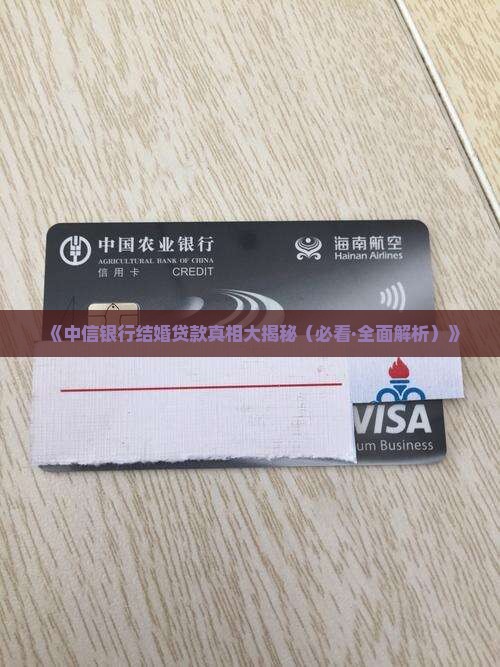 中国农业银行
AGRICULTURAL BANK OF CHINA
信用卡 CREDIT
海南航空
Hainan Airlines
《中信银行结婚贷款真相大揭秘（必看·全面解析）》
VISA
um Business